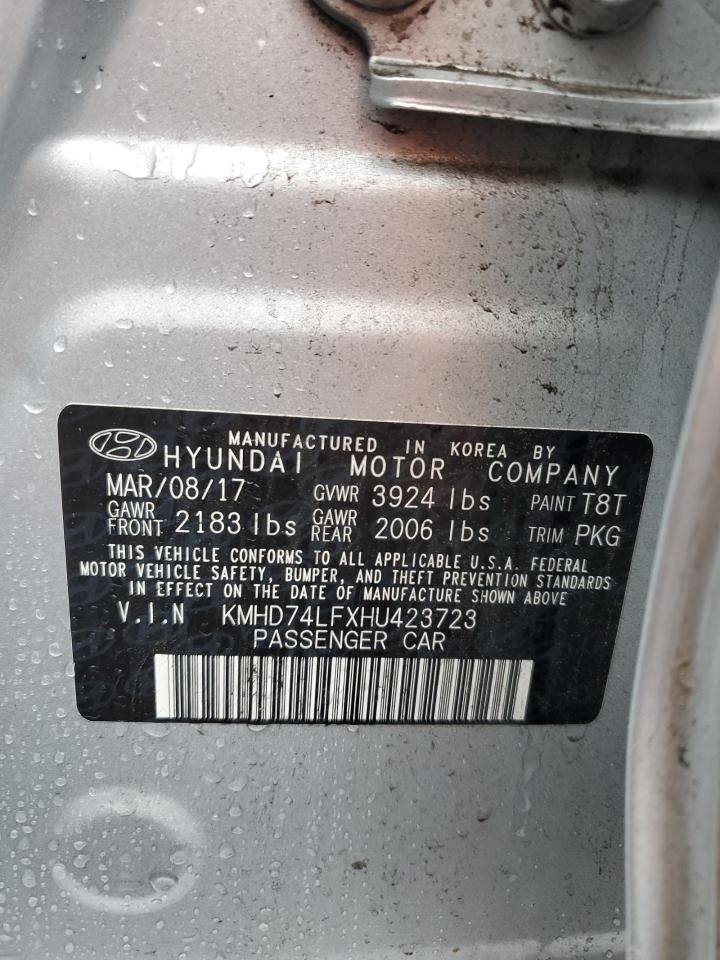 MANUFACTURED IN KOREA BY
HYUNDAI MOTOR COMPANY
MAR/08/17 GVWR 3924 lbs PAINT T8T
GAWR FRONT 2183 lbs GAWR REAR 2006 lbs TRIM PKG
THIS VEHICLE CONFORMS TO ALL APPLICABLE U.S.A. FEDERAL
MOTOR VEHICLE SAFETY, BUMPER, AND THEFT PREVENTION STANDARDS
IN EFFECT ON THE DATE OF MANUFACTURE SHOWN ABOVE
V.I.N KMHD74LFXHU423723
PASSENGER CAR